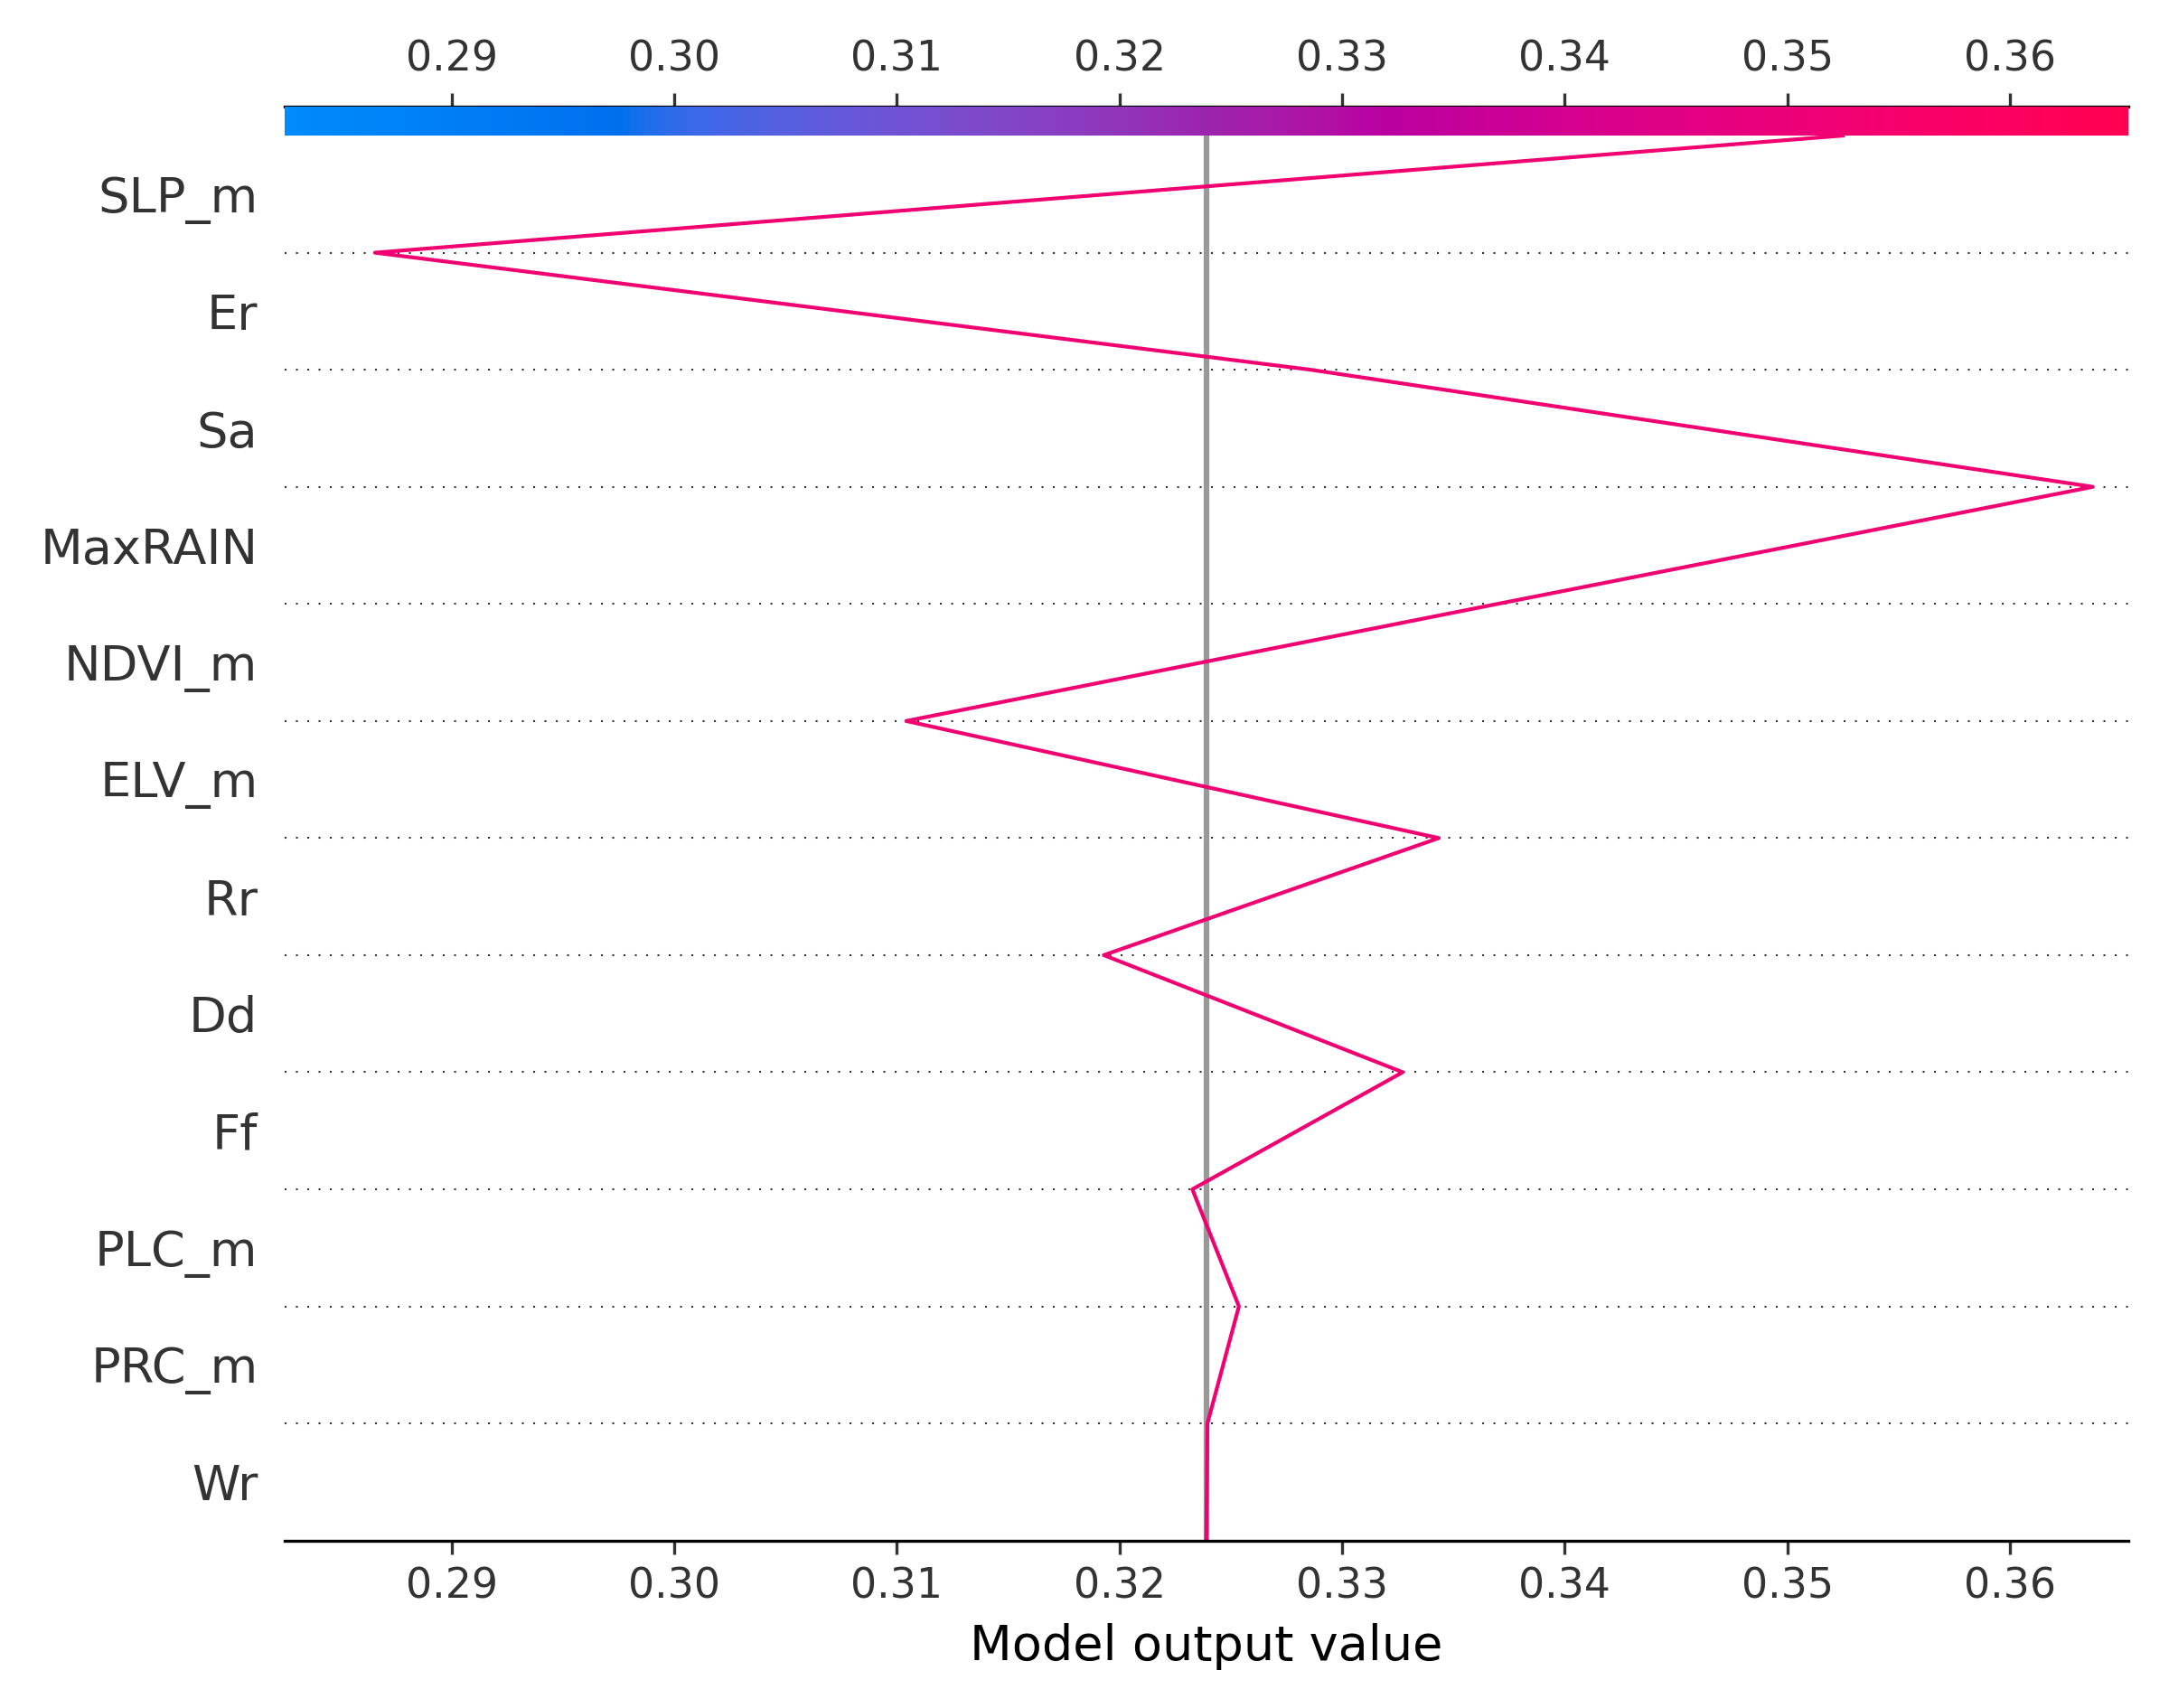 0.29 0.30 0.31 0.32 0.33 0.34 0.35 0.36
SLP_m
Er
Sa
MaxRAIN
NDVI_m
ELV_m
Rr
Dd
Ff
PLC_m
PRC_m
Wr
0.29 0.30 0.31 0.32 0.33 0.34 0.35 0.36
Model output value